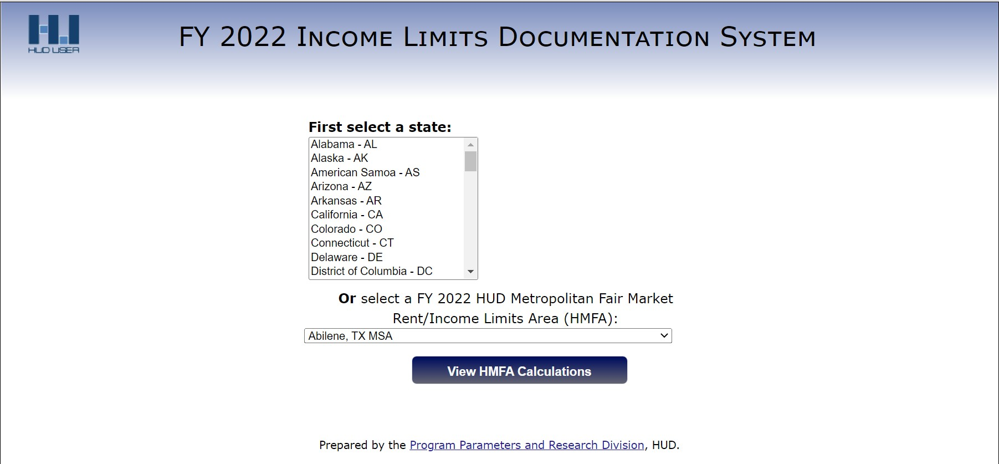 HUD USER
FY 2022 Income Limits Documentation System
First select a state:
Alabama - AL
Alaska - AK
American Samoa - AS
Arizona - AZ
Arkansas - AR
California - CA
Colorado - CO
Connecticut - CT
Delaware - DE
District of Columbia - DC
Or select a FY 2022 HUD Metropolitan Fair Market
Rent/Income Limits Area (HMFA):
Abilene, TX MSA
View HMFA Calculations
Prepared by the Program Parameters and Research Division, HUD.